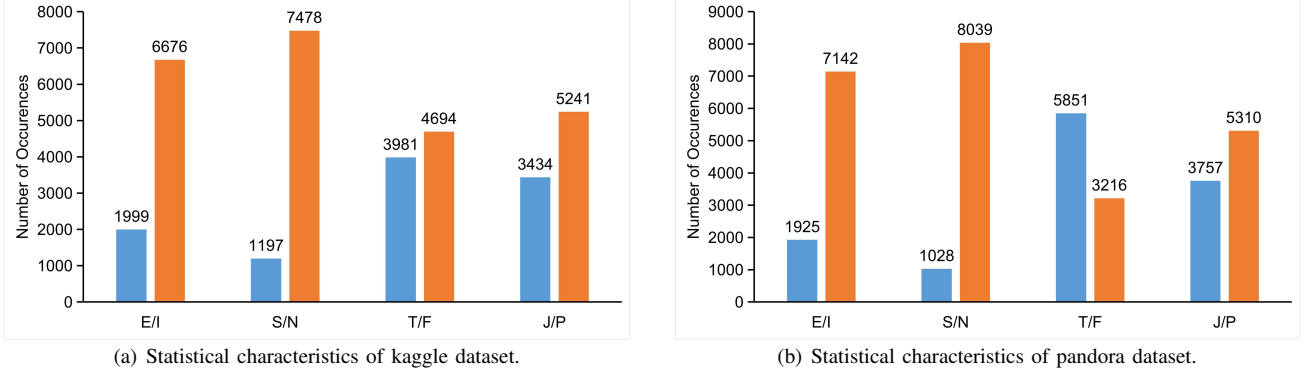 8000
7000
6000
5000
4000
3000
2000
1000
0
Number of Occurences
1999
6676
1197
7478
3981
4694
3434
5241
E/I
S/N
T/F
J/P
(a) Statistical characteristics of kaggle dataset.
9000
8000
7000
6000
5000
4000
3000
2000
1000
0
Number of Occurences
1925
7142
1028
8039
5851
3216
3757
5310
E/I
S/N
T/F
J/P
(b) Statistical characteristics of pandora dataset.